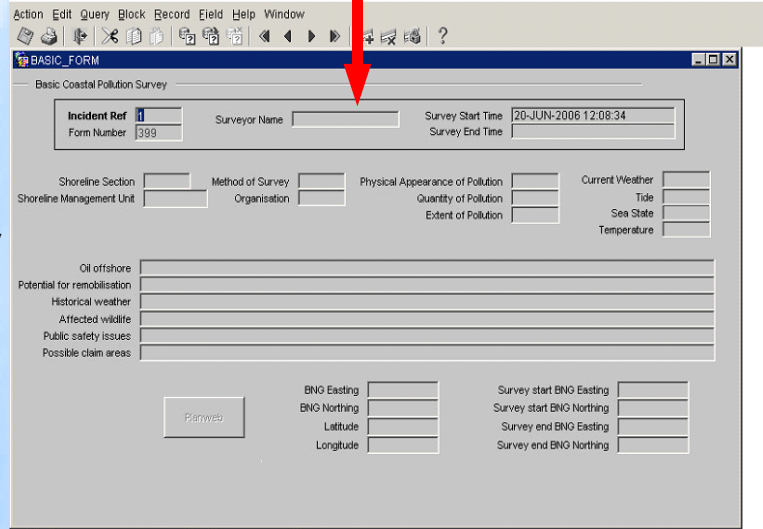 Action Edit Query Block Record Field Help Window
BASIC_FORM
Basic Coastal Pollution Survey
Incident Ref 1 Surveyor Name Survey Start Time 20-JUN-2006 12:08:34
Form Number 399 Survey End Time
Shoreline Section Method of Survey Physical Appearance of Pollution Current Weather
Shoreline Management Unit Organisation Quantity of Pollution Tide
Extent of Pollution Sea State
Temperature
Oil offshore
Potential for remobilisation
Historical weather
Affected wildlife
Public safety issues
Possible claim areas
BNG Easting Survey start BNG Easting
Planweb BNG Northing Survey start BNG Northing
Latitude Survey end BNG Easting
Longitude Survey end BNG Northing